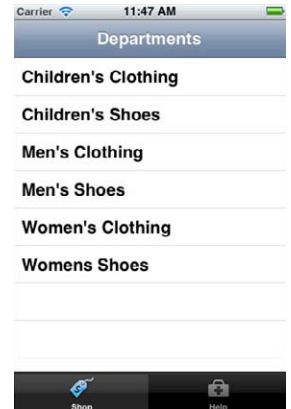 Carrier 11:47 AM
Departments
Children's Clothing
Children's Shoes
Men's Clothing
Men's Shoes
Women's Clothing
Womens Shoes
Shop Help